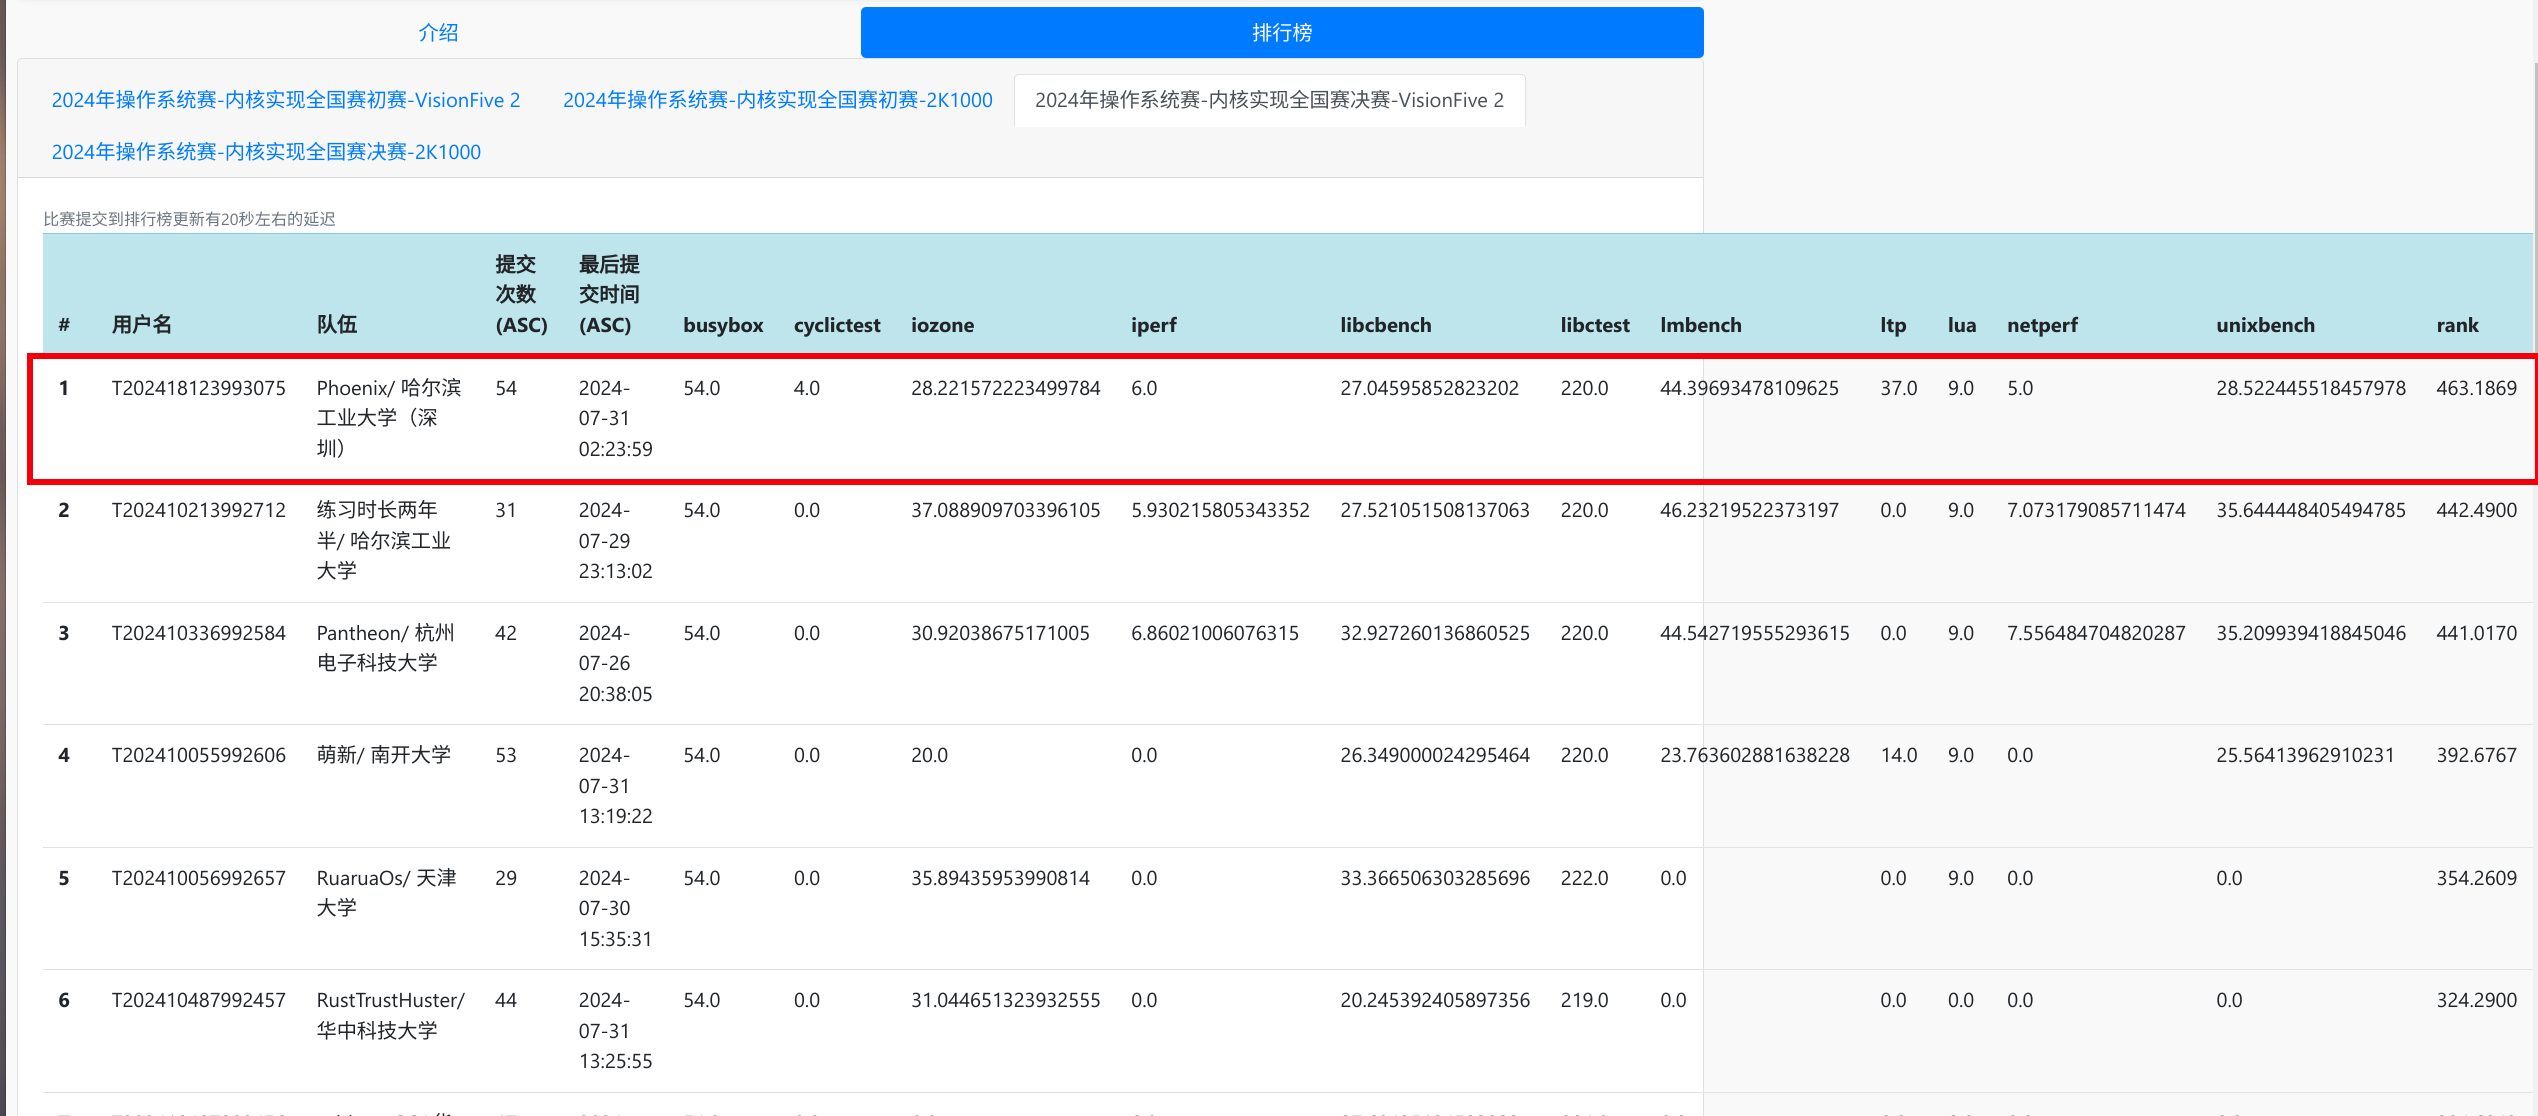 介绍
排行榜
2024年操作系统赛-内核实现全国赛初赛-VisionFive 2
2024年操作系统赛-内核实现全国赛初赛-2K1000
2024年操作系统赛-内核实现全国赛决赛-VisionFive 2
2024年操作系统赛-内核实现全国赛决赛-2K1000
比赛提交到排行榜更新有20秒左右的延迟
# 用户名 队伍 提交次数(ASC) 最后提交时间(ASC) busybox cyclictest iozone iperf libcbench libctest lmbench ltp lua netperf unixbench rank
1 T202418123993075 Phoenix/ 哈尔滨工业大学（深圳） 54 2024-07-31 02:23:59 54.0 4.0 28.221572223499784 6.0 27.04595852823202 220.0 44.39693478109625 37.0 9.0 5.0 28.522445518457978 463.1869
2 T202410213992712 练习时长两年半/ 哈尔滨工业大学 31 2024-07-29 23:13:02 54.0 0.0 37.088909703396105 5.930215805343352 27.521051508137063 220.0 46.23219522373197 0.0 9.0 7.073179085711474 35.644448405494785 442.4900
3 T202410336992584 Pantheon/ 杭州电子科技大学 42 2024-07-26 20:38:05 54.0 0.0 30.92038675171005 6.86021006076315 32.927260136860525 220.0 44.542719555293615 0.0 9.0 7.556484704820287 35.209939418845046 441.0170
4 T202410055992606 萌新/ 南开大学 53 2024-07-31 13:19:22 54.0 0.0 20.0 0.0 26.349000024295464 220.0 23.763602881638228 14.0 9.0 0.0 25.56413962910231 392.6767
5 T202410056992657 RuaruaOs/ 天津大学 29 2024-07-30 15:35:31 54.0 0.0 35.89435953990814 0.0 33.366506303285696 222.0 0.0 0.0 9.0 0.0 0.0 354.2609
6 T202410487992457 RustTrustHuster/ 华中科技大学 44 2024-07-31 13:25:55 54.0 0.0 31.044651323932555 0.0 20.245392405897356 219.0 0.0 0.0 0.0 0.0 0.0 324.2900